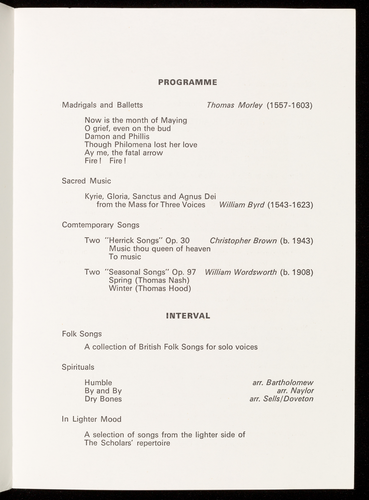 PROGRAMME
Madrigals and Balletts Thomas Morley (1557-1603)
Now is the month of Maying
O grief, even on the bud
Damon and Phillis
Though Philomena lost her love
Ay me, the fatal arrow
Fire! Fire!
Sacred Music
Kyrie, Gloria, Sanctus and Agnus Dei
from the Mass for Three Voices William Byrd (1543-1623)
Comtemporary Songs
Two "Herrick Songs" Op. 30 Christopher Brown (b. 1943)
Music thou queen of heaven
To music
Two "Seasonal Songs" Op. 97 William Wordsworth (b. 1908)
Spring (Thomas Nash)
Winter (Thomas Hood)
INTERVAL
Folk Songs
A collection of British Folk Songs for solo voices
Spirituals
Humble arr. Bartholomew
By and By arr. Naylor
Dry Bones arr. Sells/Doveton
In Lighter Mood
A selection of songs from the lighter side of
The Scholars' repertoire